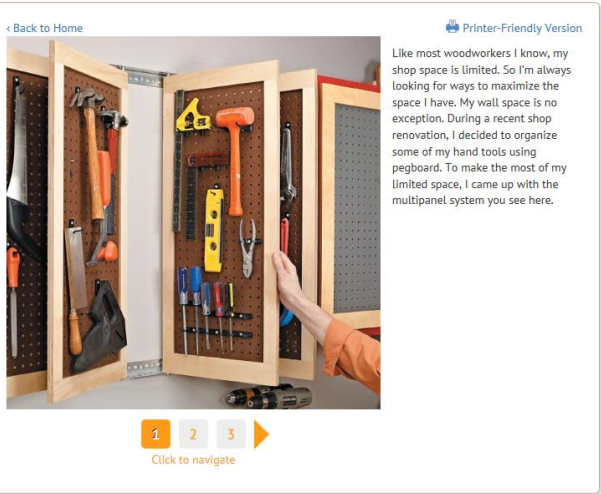 ‹ Back to Home
Printer-Friendly Version
Like most woodworkers I know, my
shop space is limited. So I'm always
looking for ways to maximize the
space I have. My wall space is no
exception. During a recent shop
renovation, I decided to organize
some of my hand tools using
pegboard. To make the most of my
limited space, I came up with the
multipanel system you see here.
1 2 3
Click to navigate